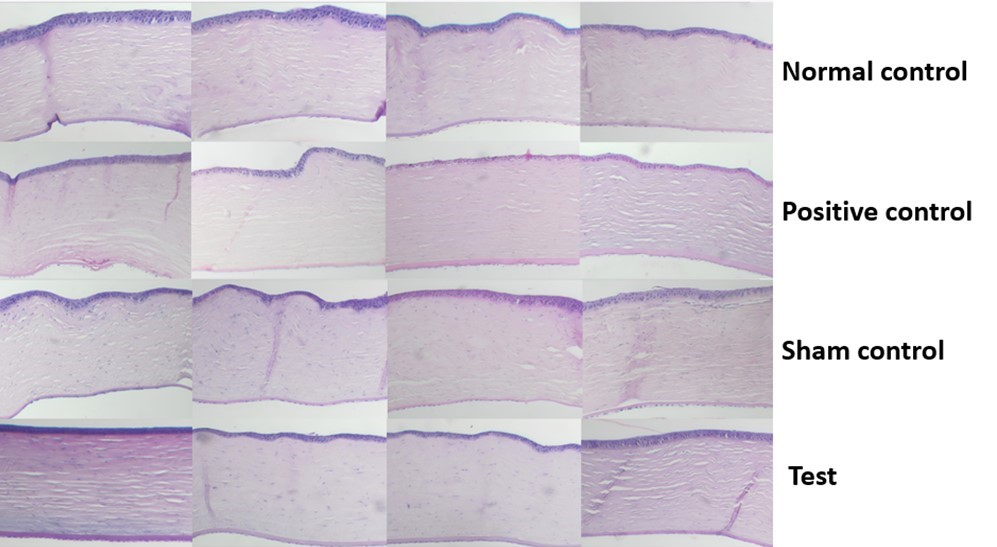 Normal control
Positive control
Sham control
Test